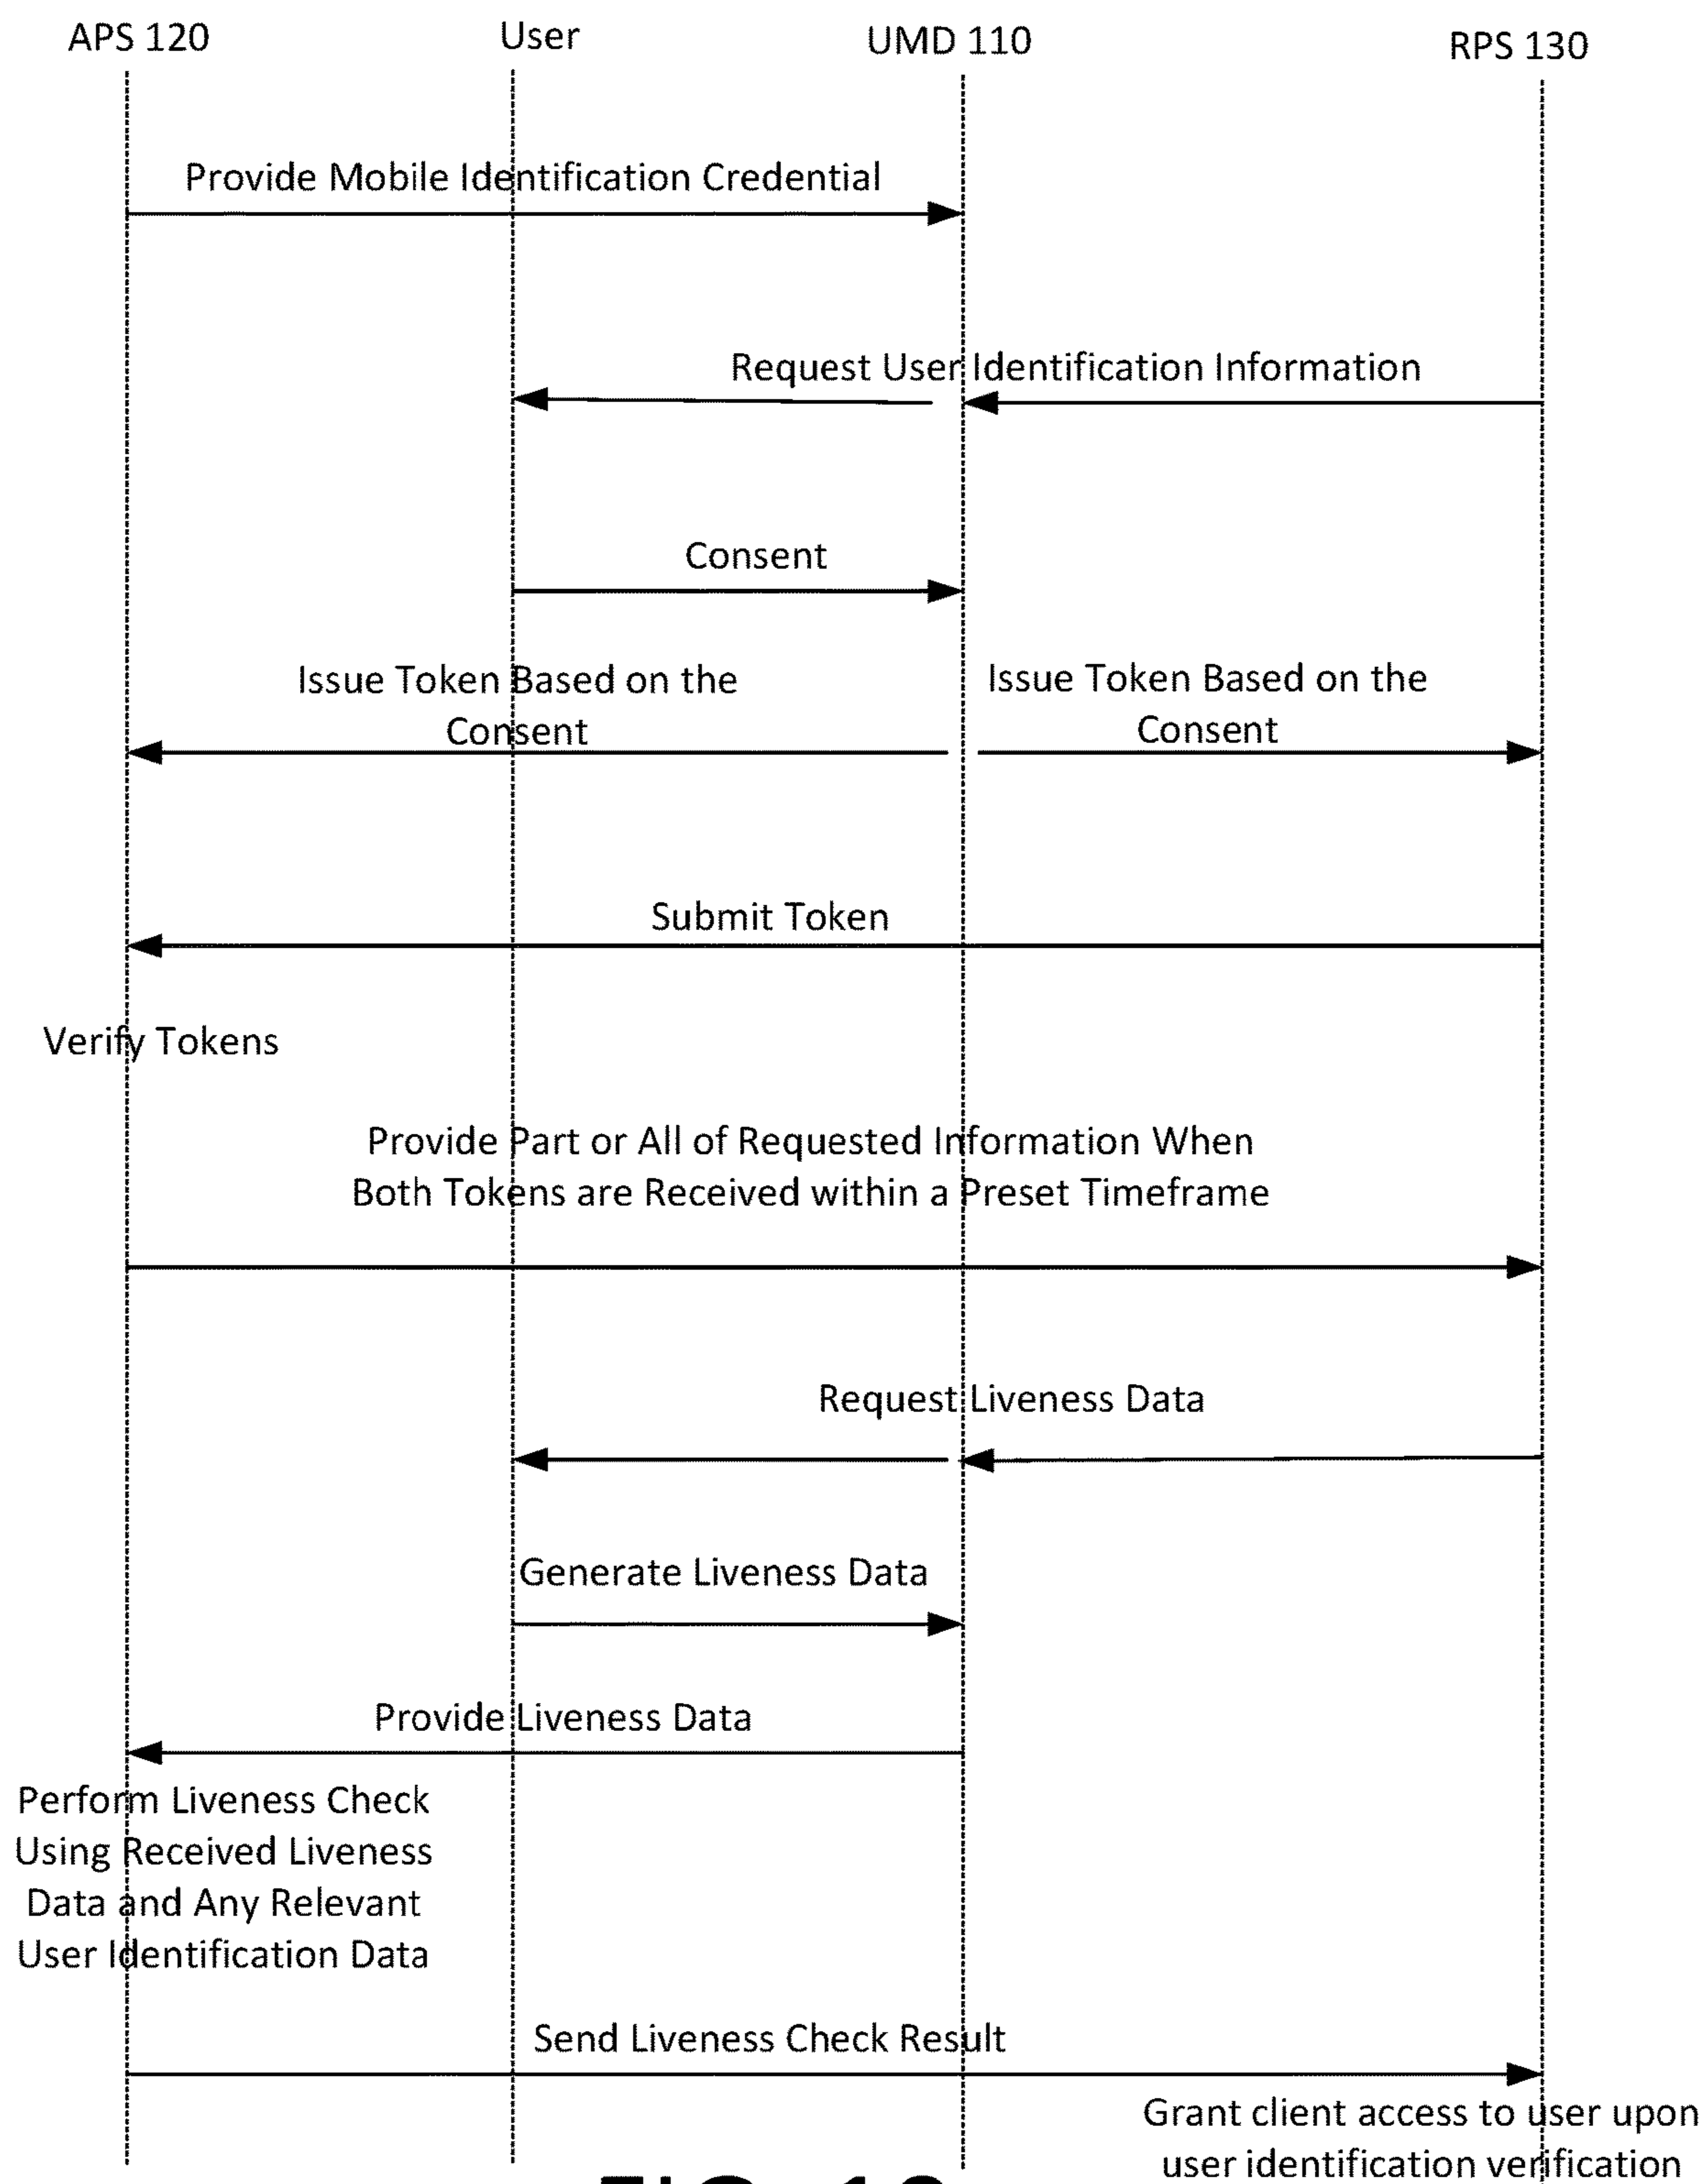 APS 120
User
UMD 110
RPS 130
Provide Mobile Identification Credential
Request User Identification Information
Consent
Issue Token Based on the
Consent
Issue Token Based on the
Consent
Submit Token
Verify Tokens
Provide Part or All of Requested Information When
Both Tokens are Received within a Preset Timeframe
Request Liveness Data
Generate Liveness Data
Provide Liveness Data
Perform Liveness Check
Using Received Liveness
Data and Any Relevant
User Identification Data
Send Liveness Check Result
Grant client access to user upon
user identification verification